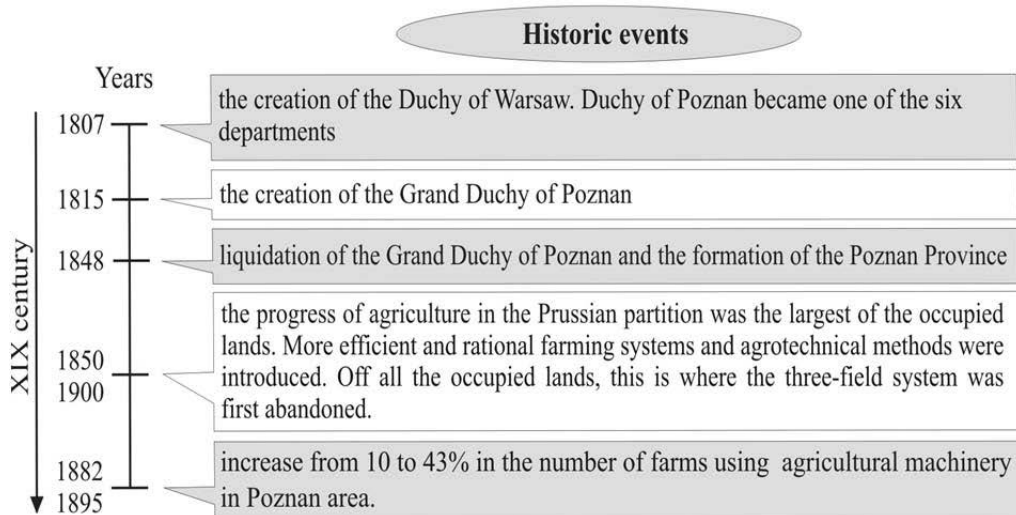 Historic events
Years
XIX century
1807
the creation of the Duchy of Warsaw. Duchy of Poznan became one of the six
departments
1815
the creation of the Grand Duchy of Poznan
1848
liquidation of the Grand Duchy of Poznan and the formation of the Poznan Province
1850
1900
the progress of agriculture in the Prussian partition was the largest of the occupied
lands. More efficient and rational farming systems and agrotechnical methods were
introduced. Off all the occupied lands, this is where the three-field system was
first abandoned.
1882
1895
increase from 10 to 43% in the number of farms using agricultural machinery
in Poznan area.